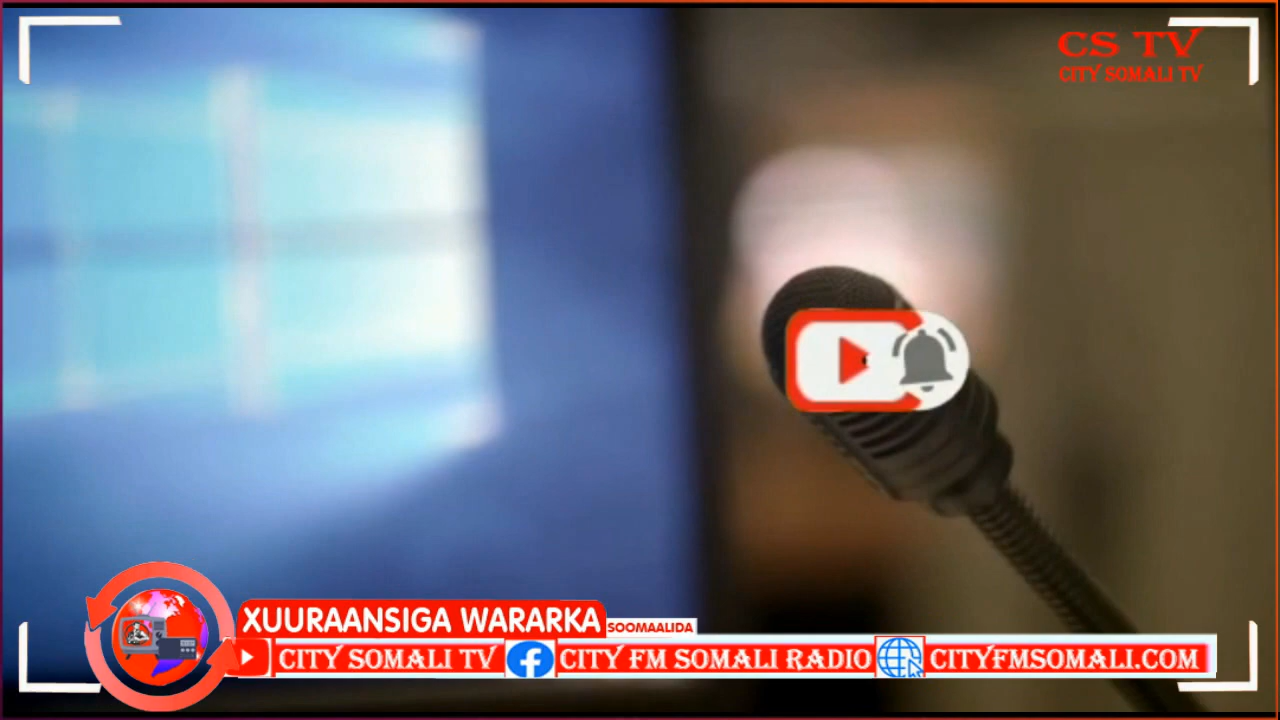 CS TV
CITY SOMALI TV
XUURAANSIGA WARARKA
SOOMAALIDA
CITY SOMALI TV CITY FM SOMALI RADIO CITYFMSOMALI.COM